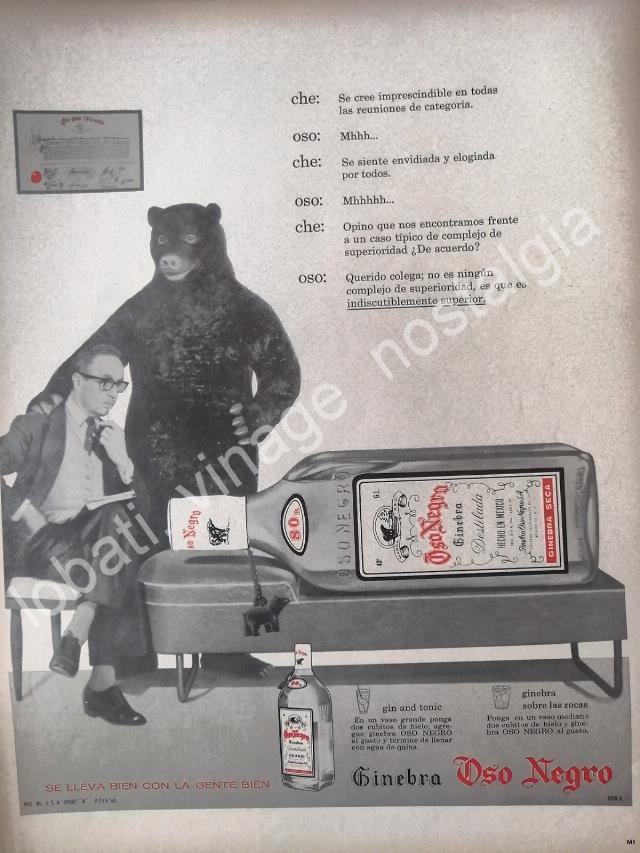 che: Se cree imprescindible en todas
las reuniones de categoría.
oso: Mhhh...
che: Se siente envidiada y elogiada
por todos.
oso: Mhhhhh...
che: Opino que nos encontramos frente
a un caso típico de complejo de
superioridad ¿De acuerdo?
oso: Querido colega; no es ningún
complejo de superioridad, es que es
indiscutiblemente superior.
lobati_vinage nostalgia
Oso Negro
80
OSO NEGRO
Oso Negro
Ginebra
Destilada
HECHO EN MEXICO
GINEBRA SECA
Oso Negro
gin and tonic
En un vaso grande ponga
dos cubitos de hielo; agre-
gue ginebra OSO NEGRO
al gusto y termine de llenar
con agua de quina.
ginebra
sobre las rocas
Ponga en un vaso mediano
dos cubitos de hielo y gine-
bra OSO NEGRO al gusto.
SE LLEVA BIEN CON LA GENTE BIEN
Ginebra Oso Negro